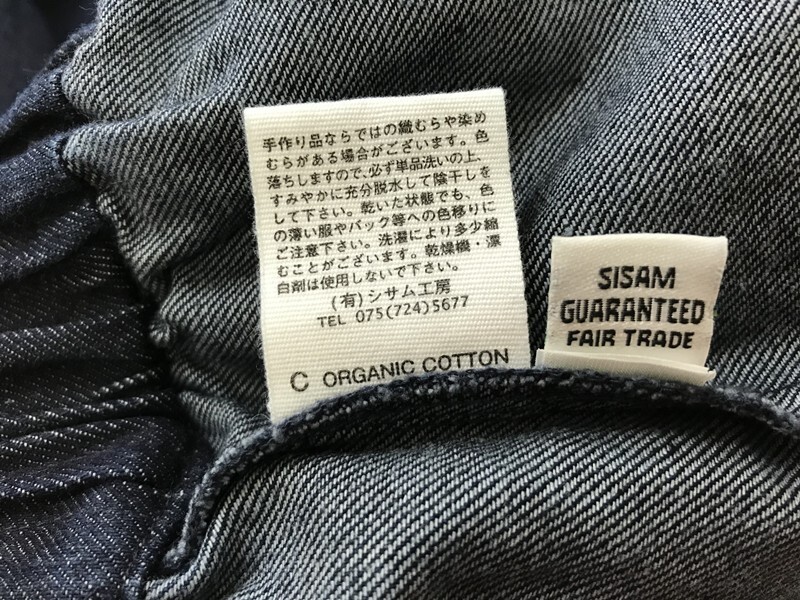 手作り品ならではの織むらや染め
むらがある場合がございます。色
落ちしますので、必ず単品洗いの上、
すみやかに充分脱水して陰干しを
して下さい。乾いた状態でも、色
の薄い服やバック等への色移りに
ご注意下さい。洗濯により多少縮
むことがございます。乾燥機・漂
白剤は使用しないで下さい。
(有)シサム工房
TEL 075(724)5677
C ORGANIC COTTON
SISAM
GUARANTEED
FAIR TRADE